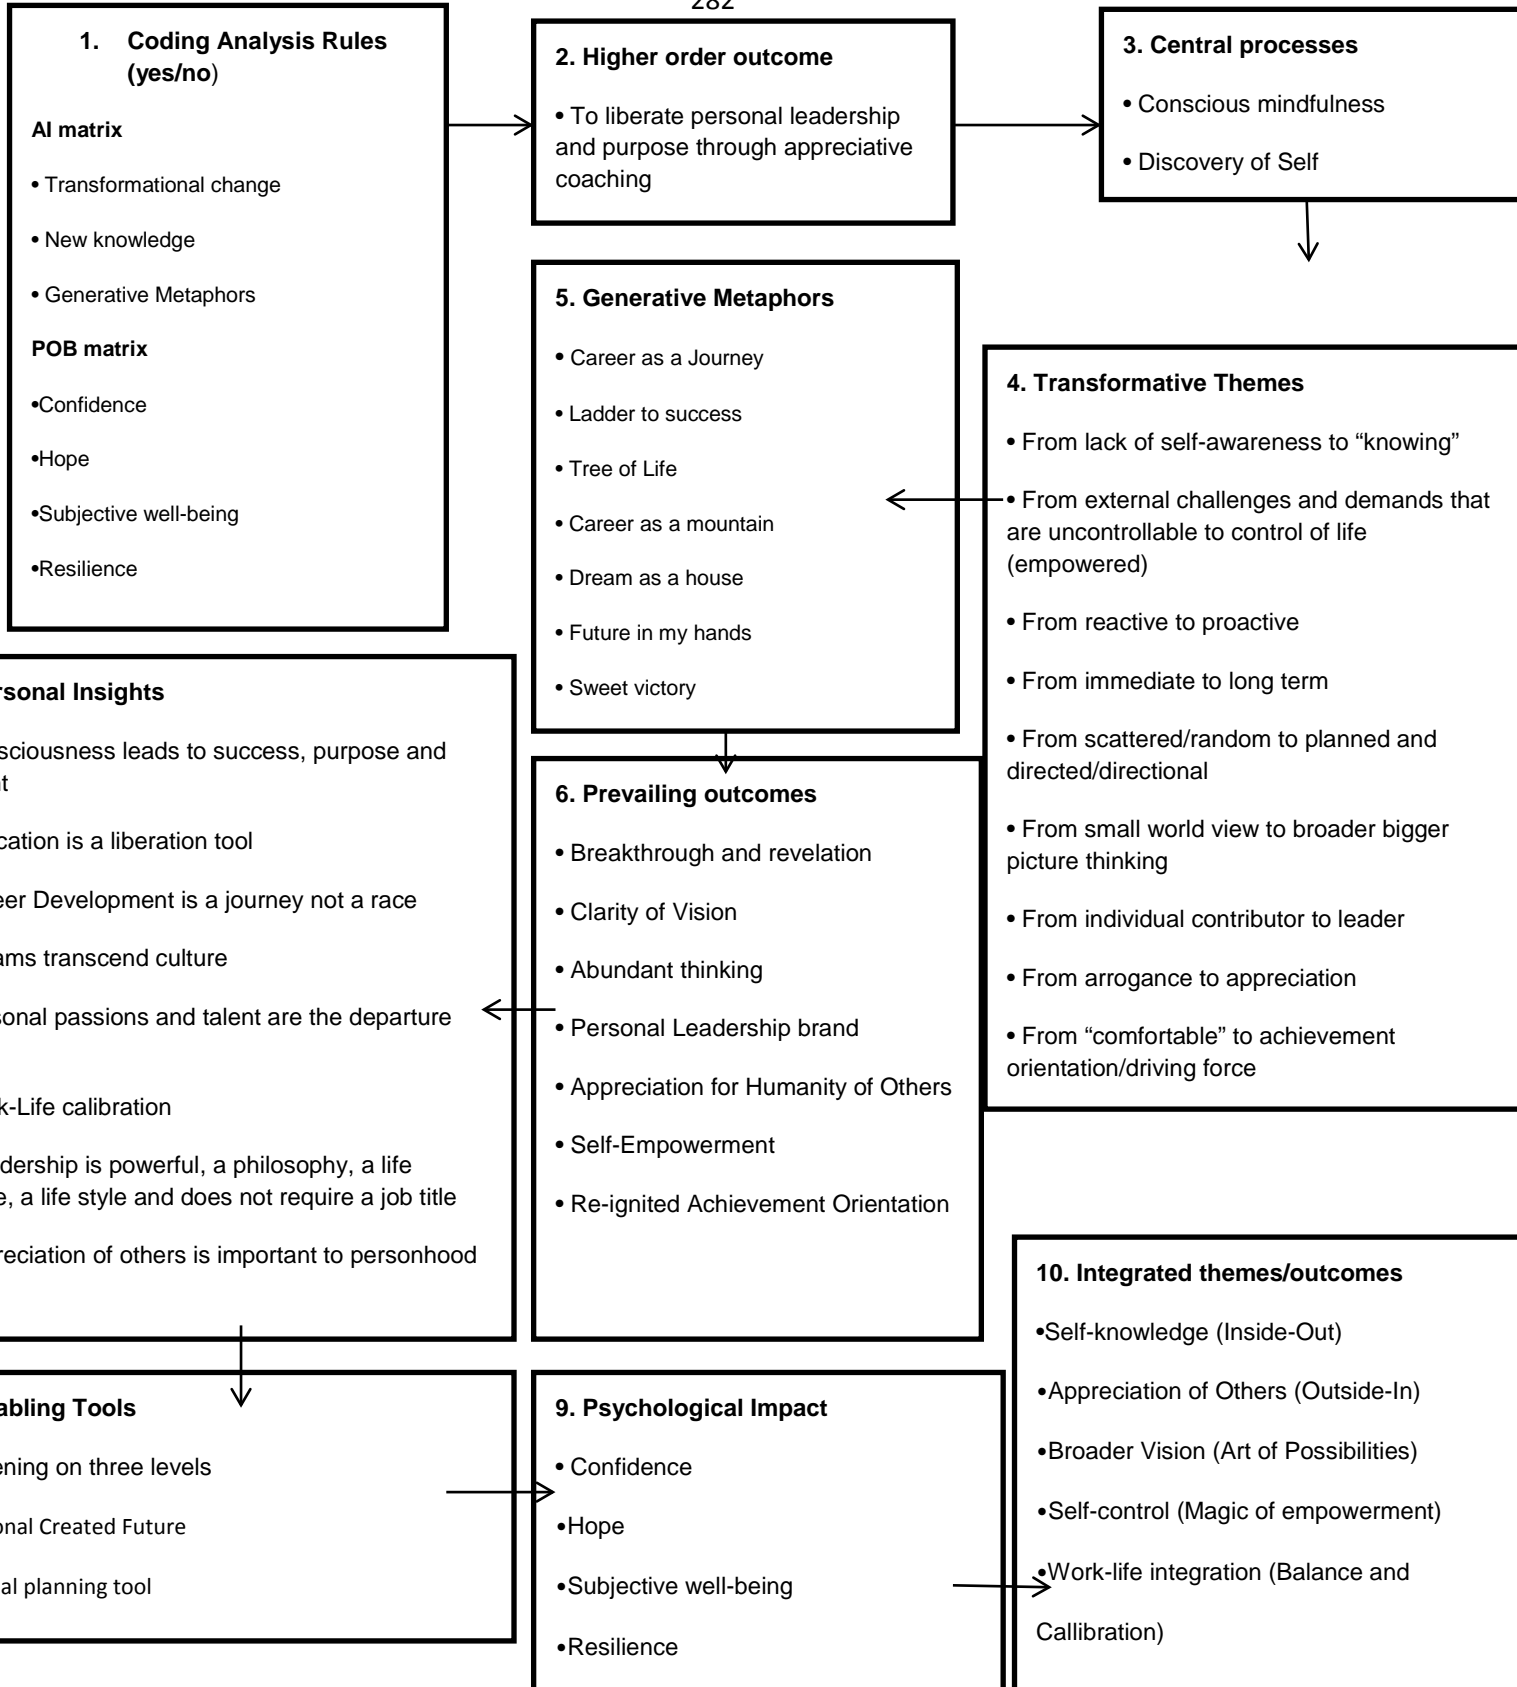 282
1. Coding Analysis Rules
(yes/no)
AI matrix
• Transformational change
• New knowledge
• Generative Metaphors
POB matrix
•Confidence
•Hope
•Subjective well-being
•Resilience
2. Higher order outcome
• To liberate personal leadership
and purpose through appreciative
coaching
3. Central processes
• Conscious mindfulness
• Discovery of Self
4. Transformative Themes
• From lack of self-awareness to “knowing”
• From external challenges and demands that
are uncontrollable to control of life
(empowered)
• From reactive to proactive
• From immediate to long term
• From scattered/random to planned and
directed/directional
• From small world view to broader bigger
picture thinking
• From individual contributor to leader
• From arrogance to appreciation
• From “comfortable” to achievement
orientation/driving force
5. Generative Metaphors
• Career as a Journey
• Ladder to success
• Tree of Life
• Career as a mountain
• Dream as a house
• Future in my hands
• Sweet victory
6. Prevailing outcomes
• Breakthrough and revelation
• Clarity of Vision
• Abundant thinking
• Personal Leadership brand
• Appreciation for Humanity of Others
• Self-Empowerment
• Re-ignited Achievement Orientation
rsonal Insights
sciousness leads to success, purpose and
t
cation is a liberation tool
eer Development is a journey not a race
ams transcend culture
sonal passions and talent are the departure
k-Life calibration
dership is powerful, a philosophy, a life
e, a life style and does not require a job title
reciation of others is important to personhood
abling Tools
ening on three levels
onal Created Future
al planning tool
9. Psychological Impact
• Confidence
•Hope
•Subjective well-being
•Resilience
10. Integrated themes/outcomes
•Self-knowledge (Inside-Out)
•Appreciation of Others (Outside-In)
•Broader Vision (Art of Possibilities)
•Self-control (Magic of empowerment)
•Work-life integration (Balance and
Callibration)